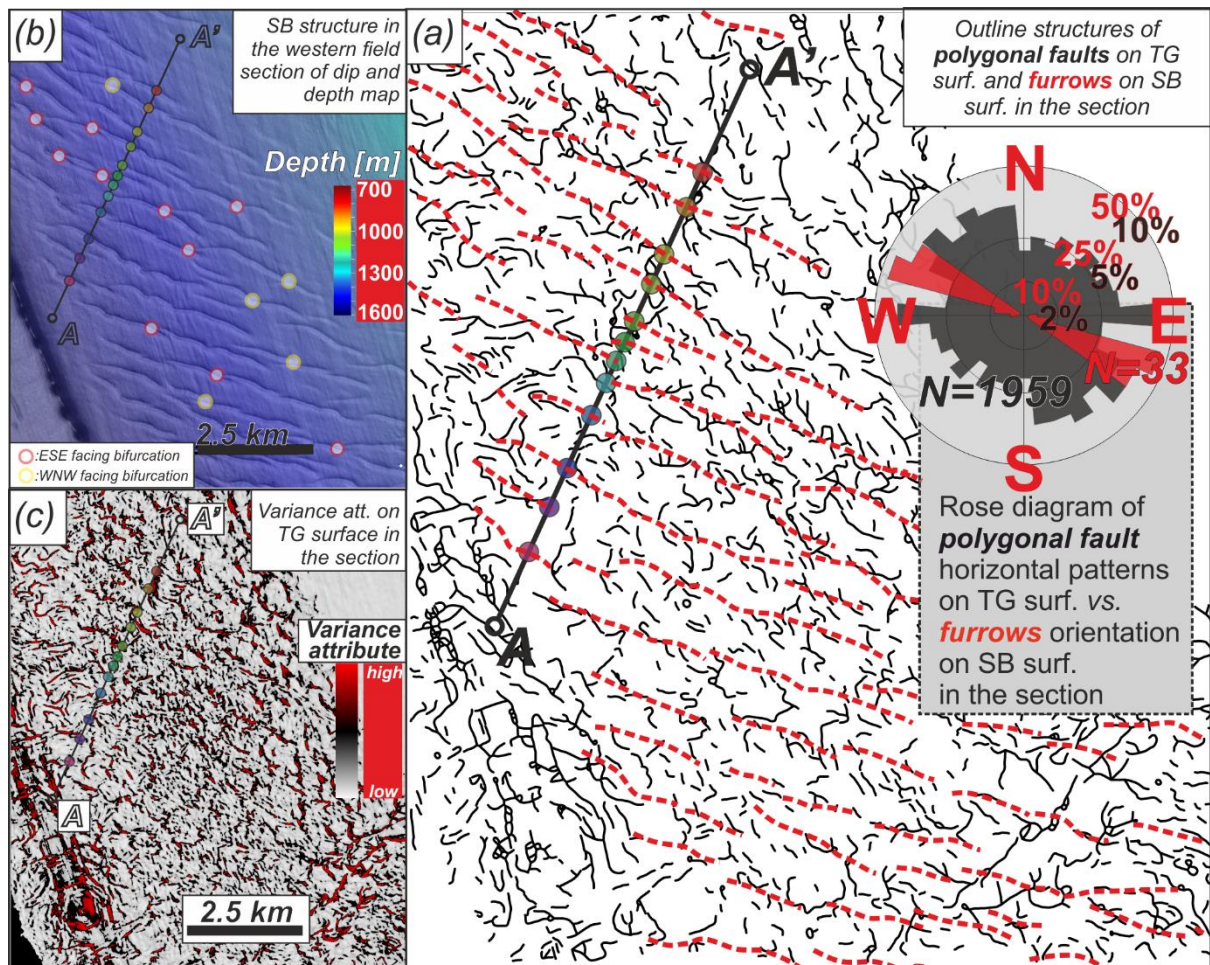 (b)
A'
SB structure in
the western field
section of dip and
depth map
Depth [m]
700
1000
1300
1600
A
2.5 km
:ESE facing bifurcation
:WNW facing bifurcation
(c)
A'
Variance att. on
TG surface in
the section
Variance
attribute
high
low
A
2.5 km
(a)
A'
A
Outline structures of
polygonal faults on TG
surf. and furrows on SB
surf. in the section
N
50%
10%
25%
5%
10%
2%
W
E
N=33
N=1959
S
Rose diagram of
polygonal fault
horizontal patterns
on TG surf. vs.
furrows orientation
on SB surf.
in the section